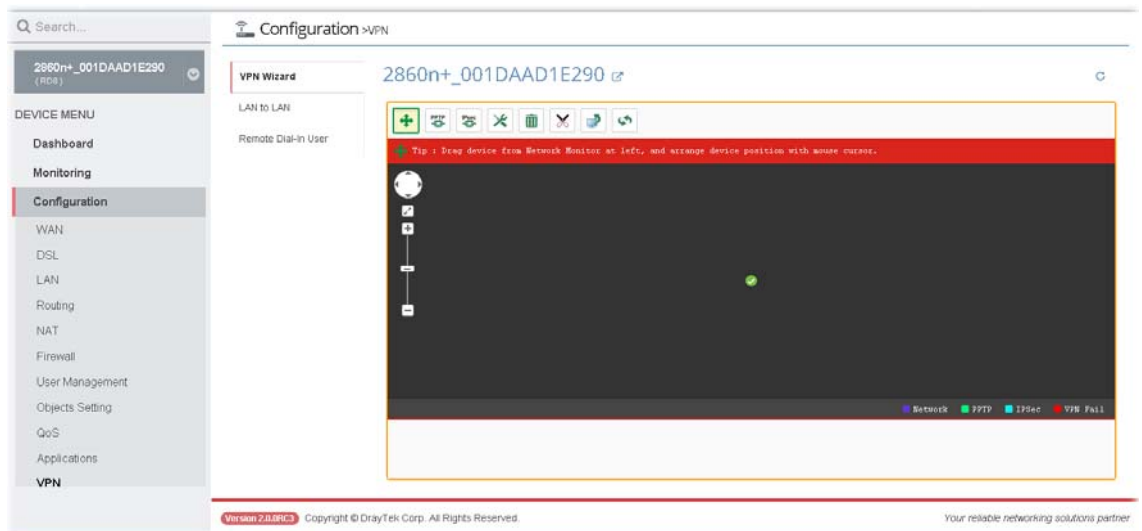 Search...
Configuration >VPN
2860n+_001DAAD1E290
(RD8)
DEVICE MENU
Dashboard
Monitoring
Configuration
WAN
DSL
LAN
Routing
NAT
Firewall
User Management
Objects Setting
QoS
Applications
VPN
VPN Wizard
LAN to LAN
Remote Dial-In User
2860n+_001DAAD1E290
PPTP IPsec
Tip : Drag device from Network Monitor at left, and arrange device position with mouse cursor.
Network PPTP IPSec VPN Fail
Version 2.0.0RC3 Copyright © DrayTek Corp. All Rights Reserved.
Your reliable networking solutions partner